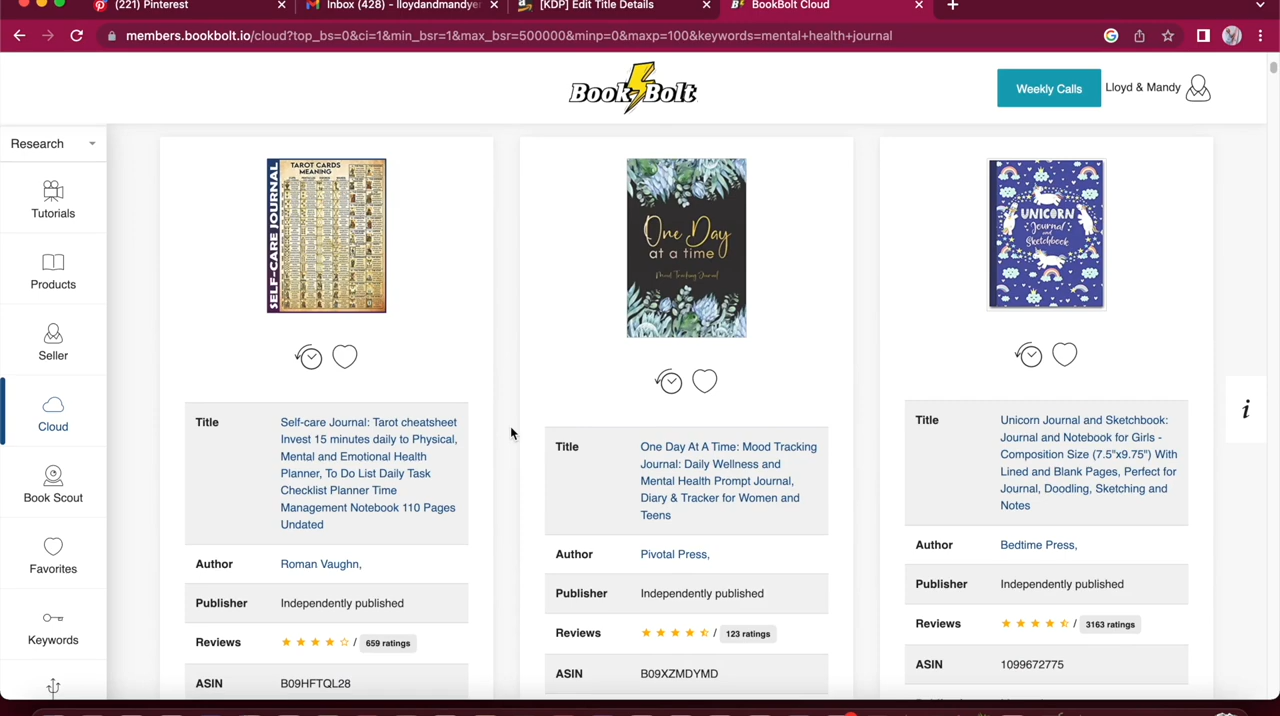 (221) Pinterest
Inbox (428) - lloydandmandyer
[KDP] Edit Title Details
BookBolt Cloud
members.bookbolt.io/cloud?top_bs=0&ci=1&min_bsr=1&max_bsr=500000&minp=0&maxp=100&keywords=mental+health+journal
Book Bolt
Weekly Calls
Lloyd & Mandy
Research
Tutorials
Products
Seller
Cloud
Book Scout
Favorites
Keywords
TAROT CARDS
MEANING
SELF-CARE JOURNAL
Title
Self-care Journal: Tarot cheatsheet
Invest 15 minutes daily to Physical,
Mental and Emotional Health
Planner, To Do List Daily Task
Checklist Planner Time
Management Notebook 110 Pages
Undated
Author
Roman Vaughn,
Publisher
Independently published
Reviews
/ 659 ratings
ASIN
B09HFTQL28
One Day
at a time
Mood Tracking Journal
Title
One Day At A Time: Mood Tracking
Journal: Daily Wellness and
Mental Health Prompt Journal,
Diary & Tracker for Women and
Teens
Author
Pivotal Press,
Publisher
Independently published
Reviews
/ 123 ratings
ASIN
B09XZMDYMD
UNICORN
Journal
and
Sketchbook
Title
Unicorn Journal and Sketchbook:
Journal and Notebook for Girls -
Composition Size (7.5"x9.75") With
Lined and Blank Pages, Perfect for
Journal, Doodling, Sketching and
Notes
Author
Bedtime Press,
Publisher
Independently published
Reviews
/ 3163 ratings
ASIN
1099672775
i